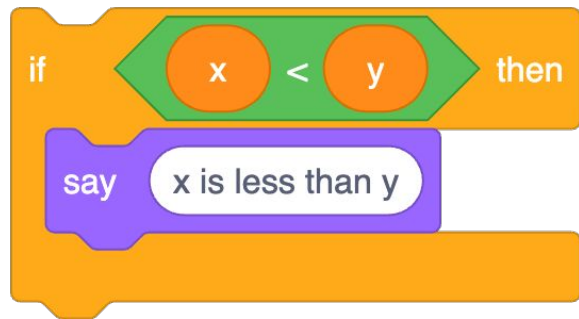 if x < y then
say x is less than y